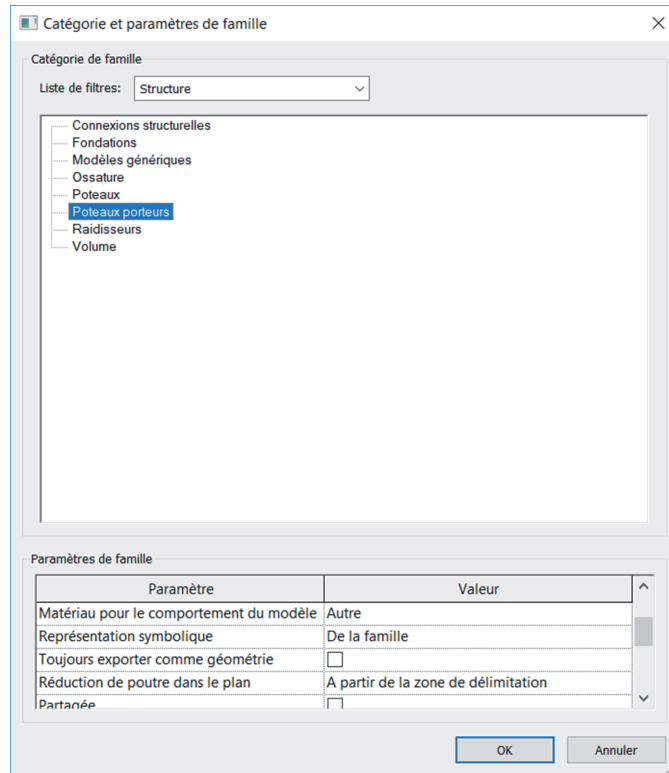 Catégorie et paramètres de famille
Catégorie de famille
Liste de filtres: Structure
Connexions structurelles
Fondations
Modèles génériques
Ossature
Poteaux
Poteaux porteurs
Raidisseurs
Volume
Paramètres de famille
Paramètre Valeur
Matériau pour le comportement du modèle Autre
Représentation symbolique De la famille
Toujours exporter comme géométrie
Réduction de poutre dans le plan A partir de la zone de délimitation
Partagée
OK Annuler